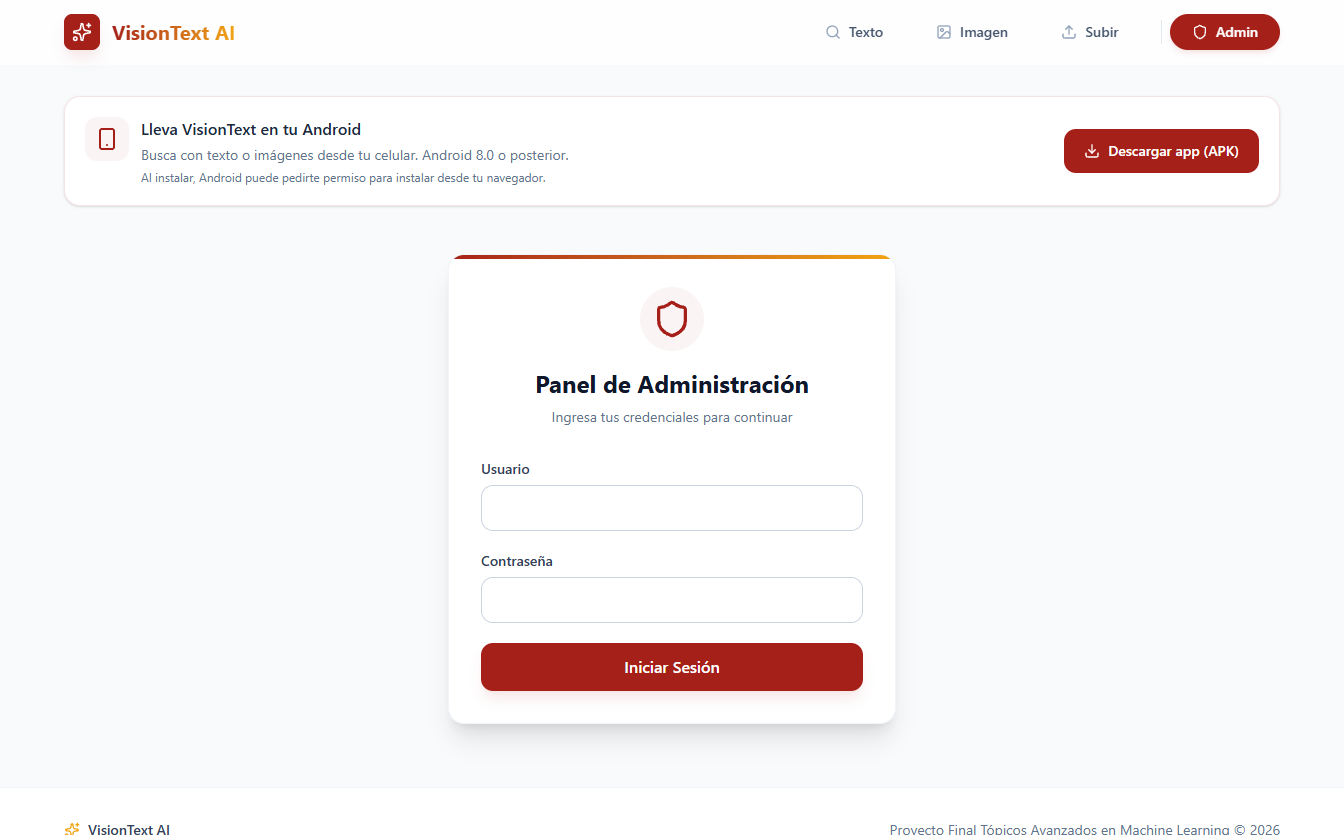 VisionText AI
Texto
Imagen
Subir
Admin
Lleva VisionText en tu Android
Busca con texto o imágenes desde tu celular. Android 8.0 o posterior.
Al instalar, Android puede pedirte permiso para instalar desde tu navegador.
Descargar app (APK)
Panel de Administración
Ingresa tus credenciales para continuar
Usuario
Contraseña
Iniciar Sesión
VisionText AI
Proyecto Final Tópicos Avanzados en Machine Learning © 2026